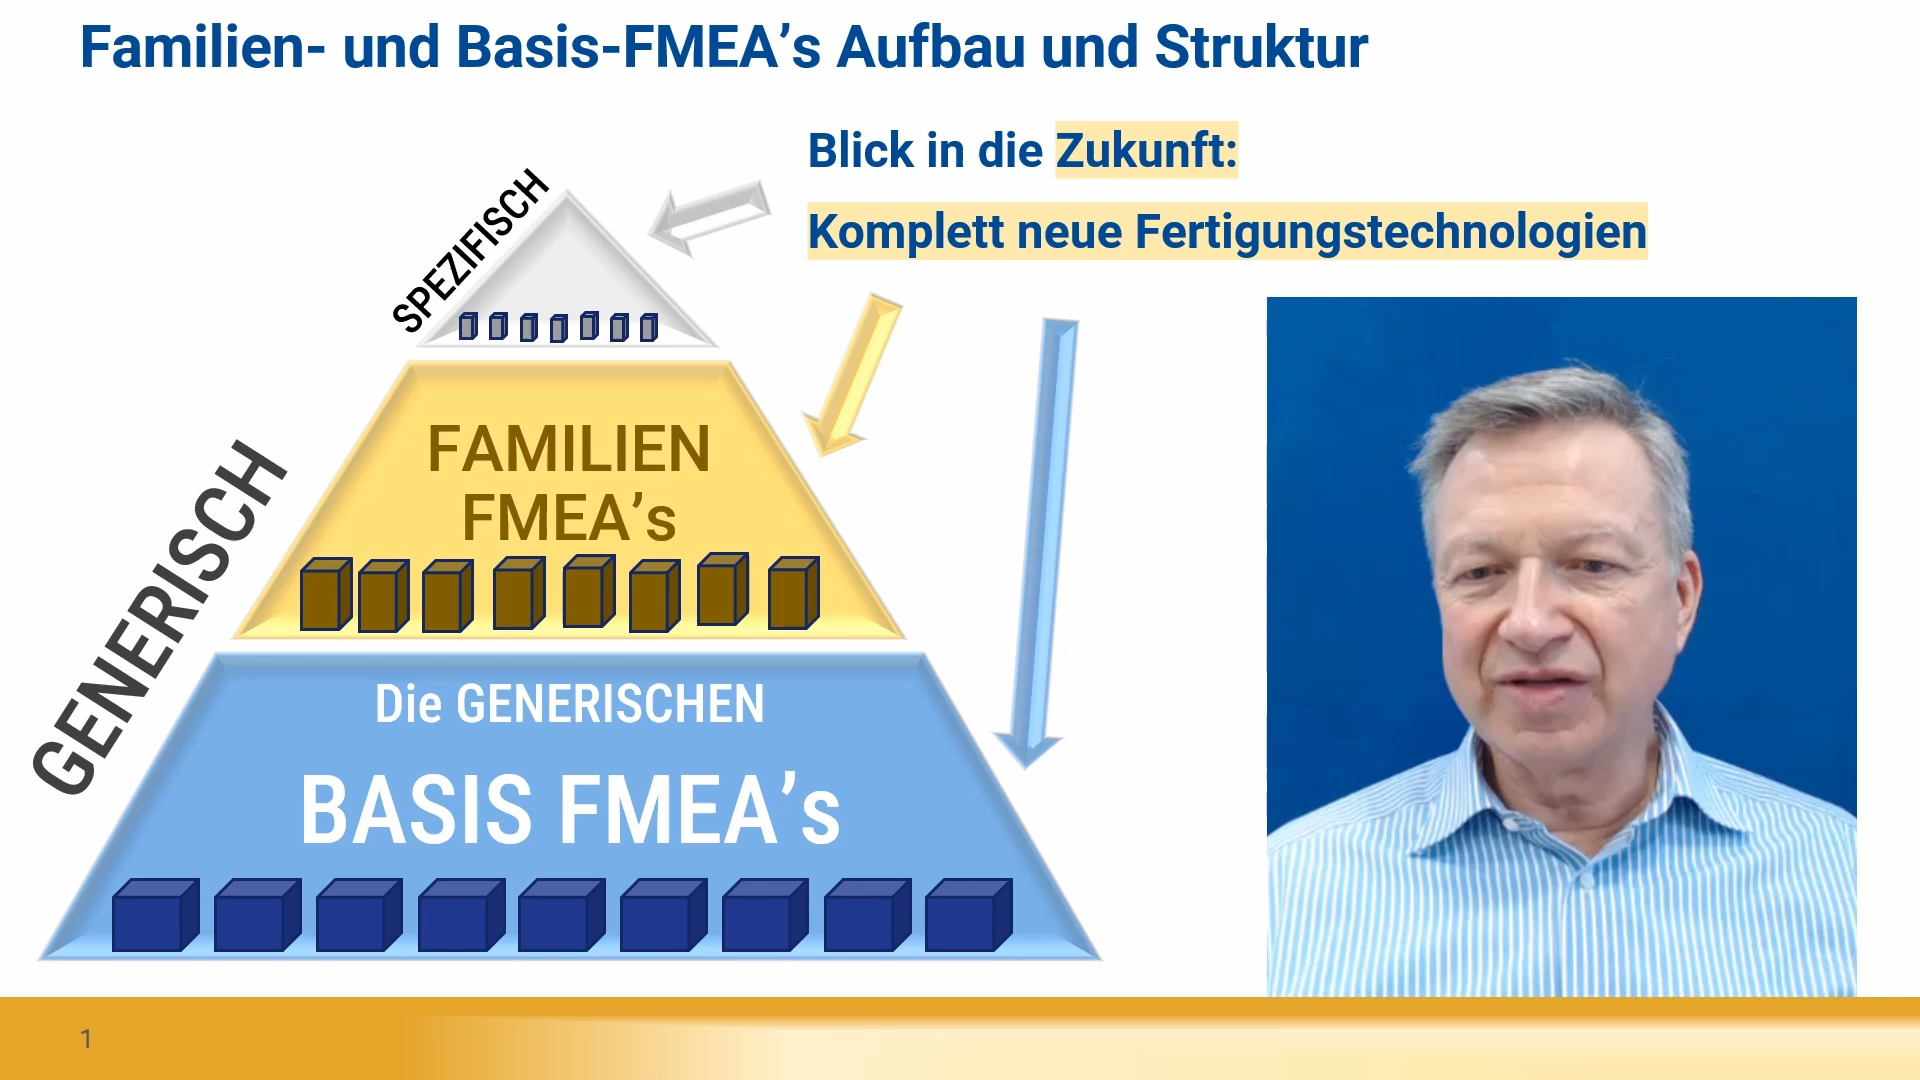 Familien- und Basis-FMEA’s Aufbau und Struktur
Blick in die Zukunft:
Komplett neue Fertigungstechnologien
SPEZIFISCH
GENERISCH
FAMILIEN
FMEA’s
Die GENERISCHEN
BASIS FMEA’s
1